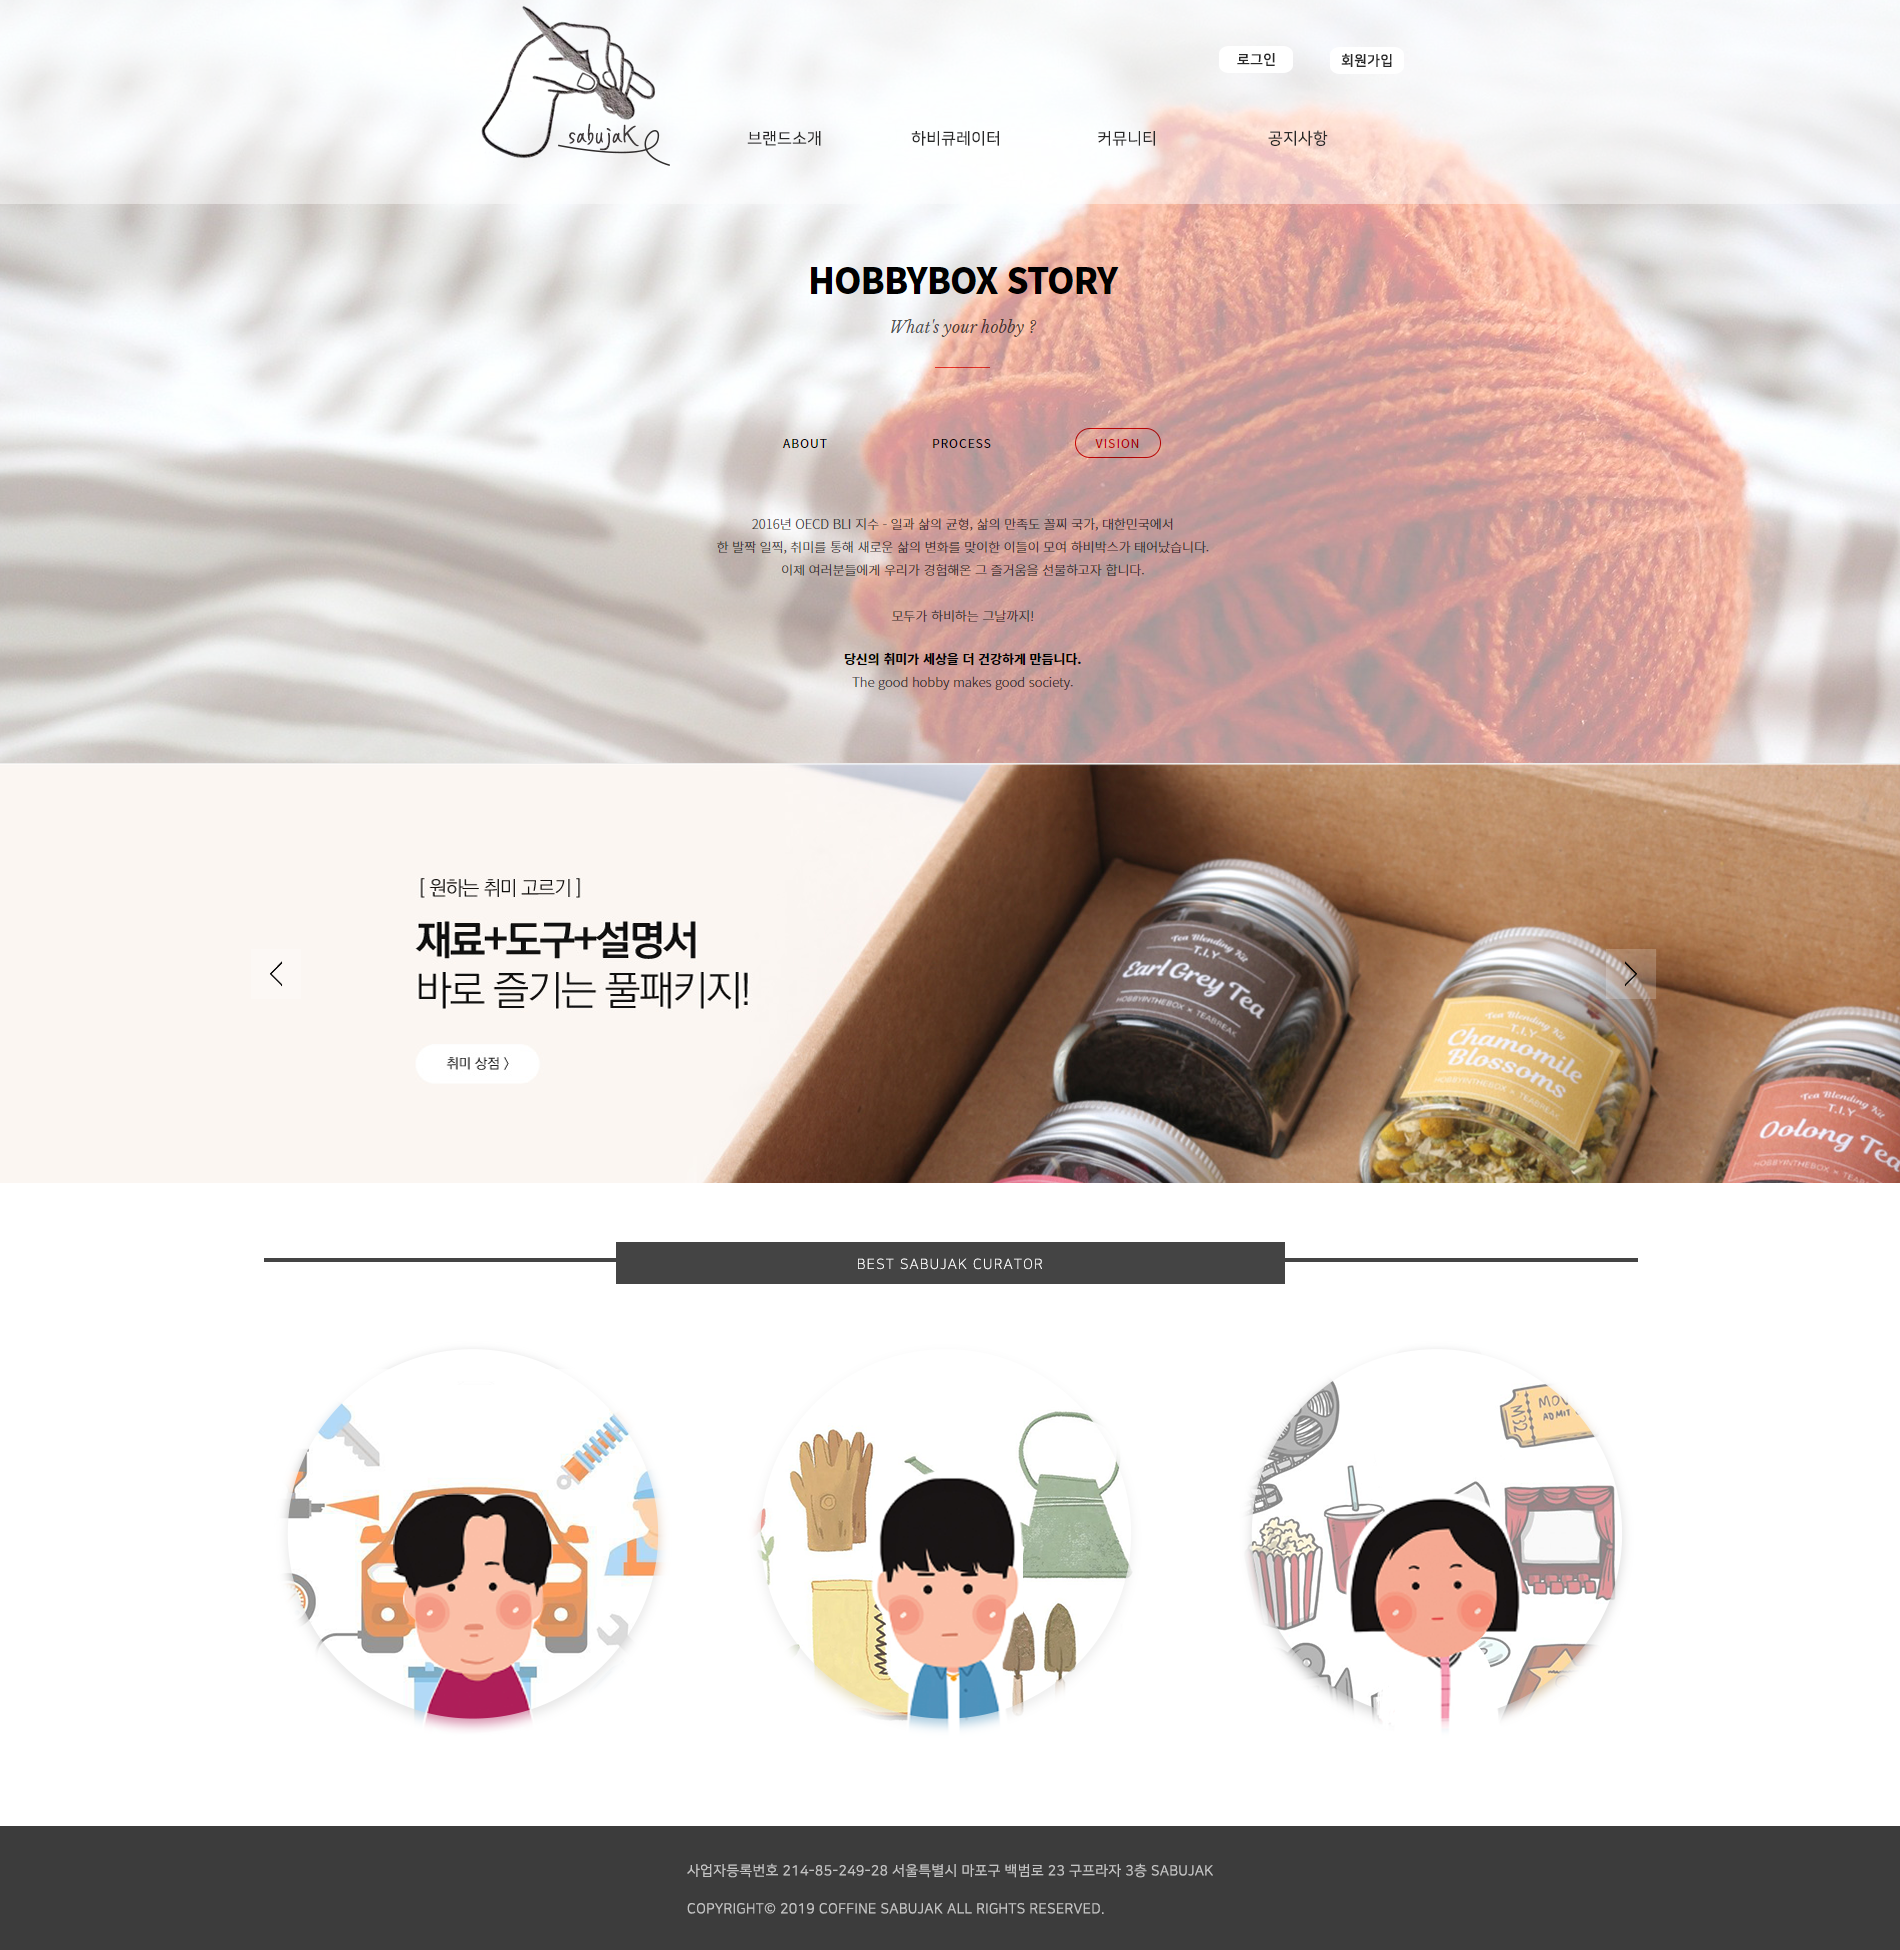 sabujak
로그인
회원가입
브랜드소개
하비큐레이터
커뮤니티
공지사항
HOBBYBOX STORY
What's your hobby ?
ABOUT
PROCESS
VISION
2016년 OECD BLI 지수 - 일과 삶의 균형, 삶의 만족도 꼴찌 국가, 대한민국에서
한 발짝 일찍, 취미를 통해 새로운 삶의 변화를 맞이한 이들이 모여 하비박스가 태어났습니다.
이제 여러분들에게 우리가 경험해온 그 즐거움을 선물하고자 합니다.
모두가 하비하는 그날까지!
당신의 취미가 세상을 더 건강하게 만듭니다.
The good hobby makes good society.
[ 원하는 취미 고르기 ]
재료+도구+설명서
바로 즐기는 풀패키지!
취미 상점 〉
Tea Blending Kit
T.I.Y
Earl Grey Tea
HOBBYINTHEBOX × TEABREAK
Tea Blending Kit
T.I.Y
Chamomile
Blossoms
HOBBYINTHEBOX × TEABREAK
Tea Blending Kit
T.I.Y
Oolong Tea
HOBBYINTHEBOX × TEABREAK
BEST SABUJAK CURATOR
M32
MOV
ADMIT
사업자등록번호 214-85-249-28 서울특별시 마포구 백범로 23 구프라자 3층 SABUJAK
COPYRIGHT© 2019 COFFINE SABUJAK ALL RIGHTS RESERVED.